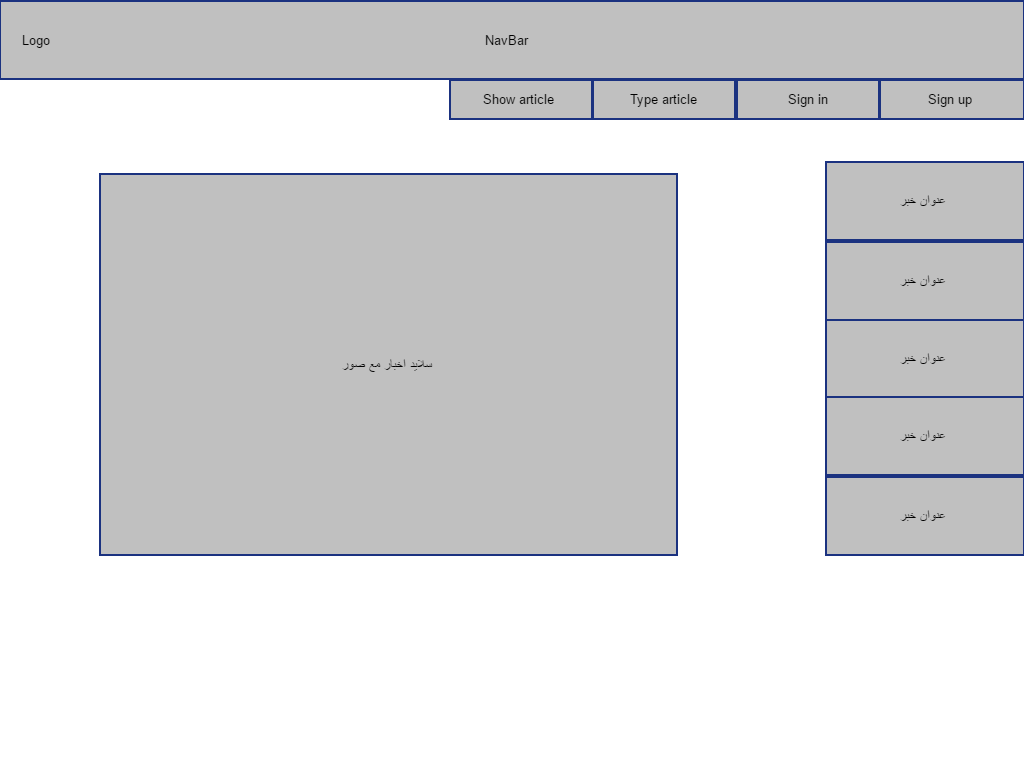 Logo
NavBar
Show article
Type article
Sign in
Sign up
عنوان خبر
سلايد اخبار مع صور
عنوان خبر
عنوان خبر
عنوان خبر
عنوان خبر